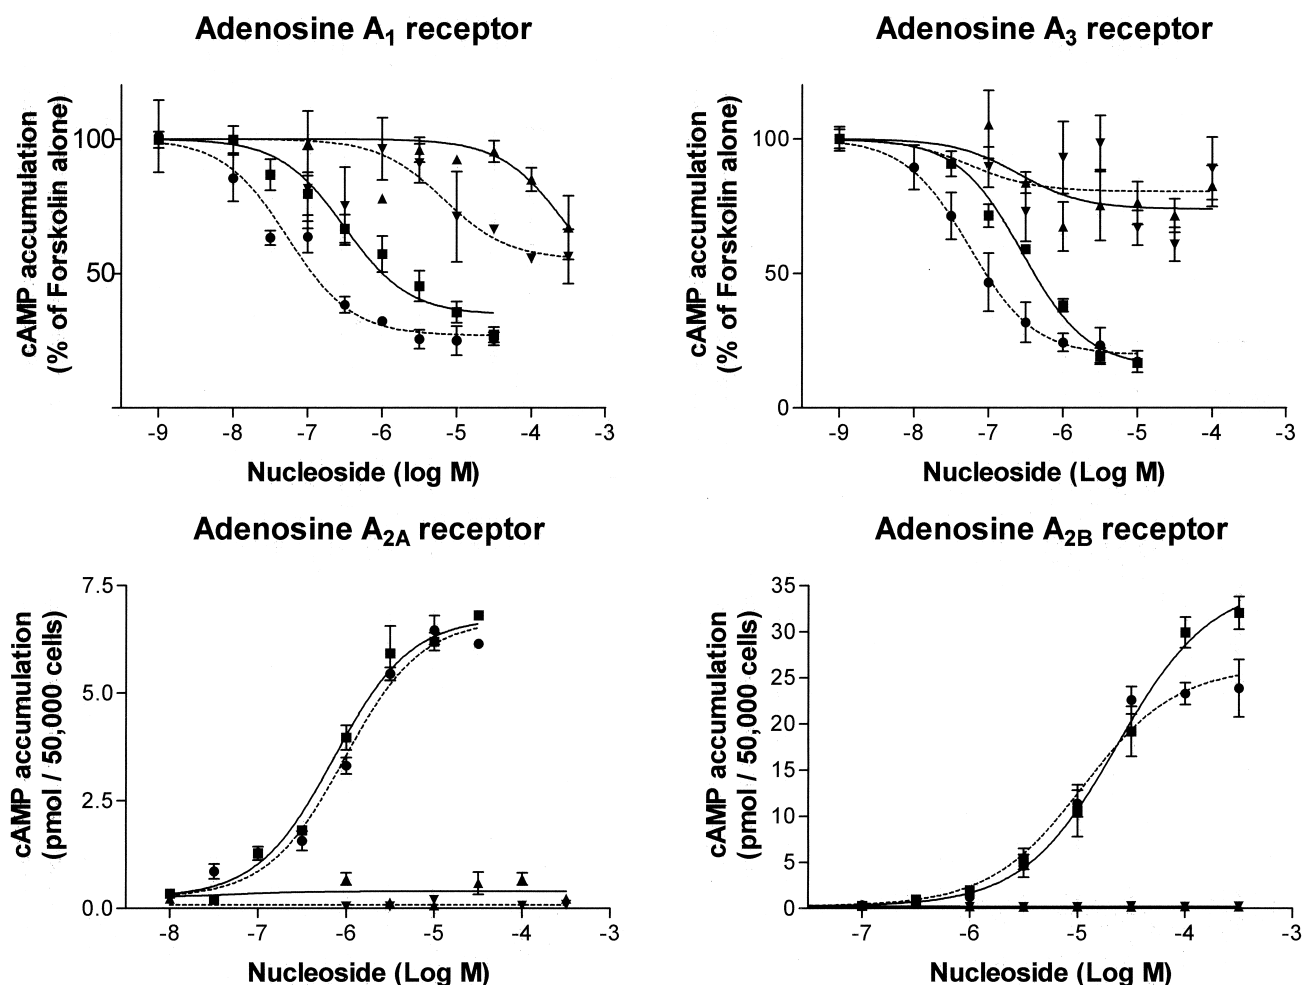 Adenosine A1 receptor
cAMP accumulation
(% of Forskolin alone)
100
50
-9 -8 -7 -6 -5 -4 -3
Nucleoside (log M)
Adenosine A3 receptor
cAMP accumulation
(% of Forskolin alone)
100
50
0
-9 -8 -7 -6 -5 -4 -3
Nucleoside (Log M)
Adenosine A2A receptor
cAMP accumulation
(pmol / 50,000 cells)
7.5
5.0
2.5
0.0
-8 -7 -6 -5 -4 -3
Nucleoside (Log M)
Adenosine A2B receptor
cAMP accumulation
(pmol / 50,000 cells)
35
30
25
20
15
10
5
0
-7 -6 -5 -4 -3
Nucleoside (Log M)